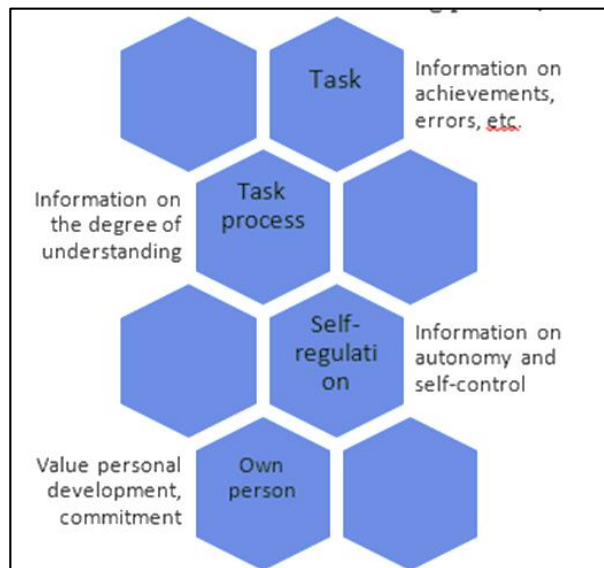 Task
Information on
achievements,
errors, etc.
Information on
the degree of
understanding
Task
process
Self-
regulati
on
Information on
autonomy and
self-control
Value personal
development,
commitment
Own
person